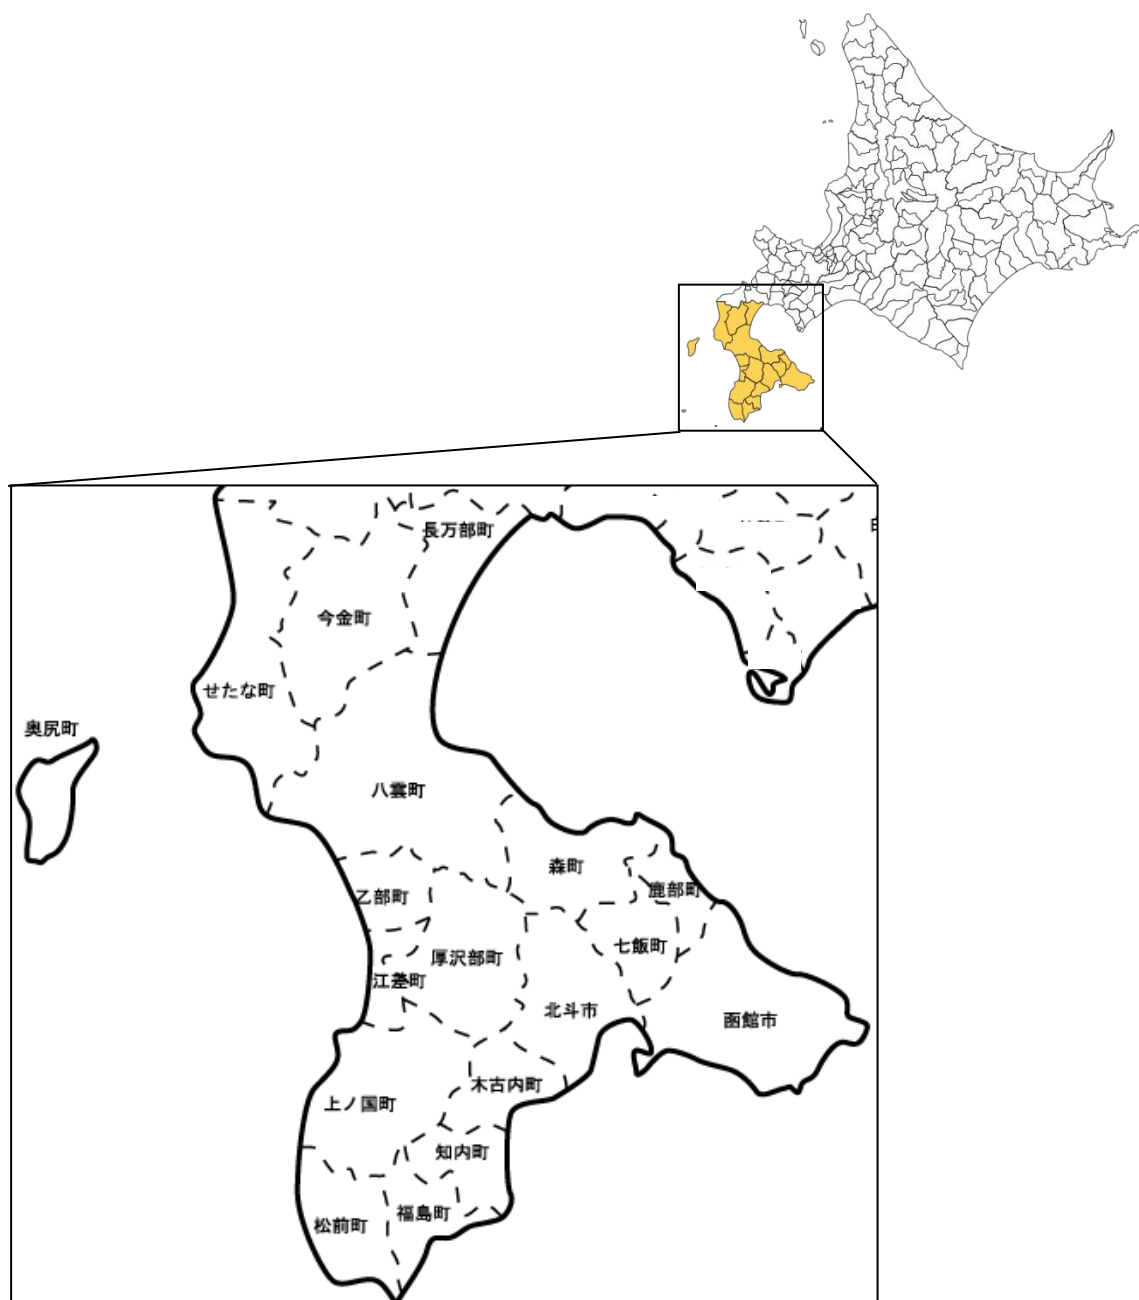 長万部町
今金町
せたな町
奥尻町
八雲町
森町
鹿部町
乙部町
七飯町
厚沢部町
江差町
北斗市
函館市
木古内町
上ノ国町
知内町
福島町
松前町